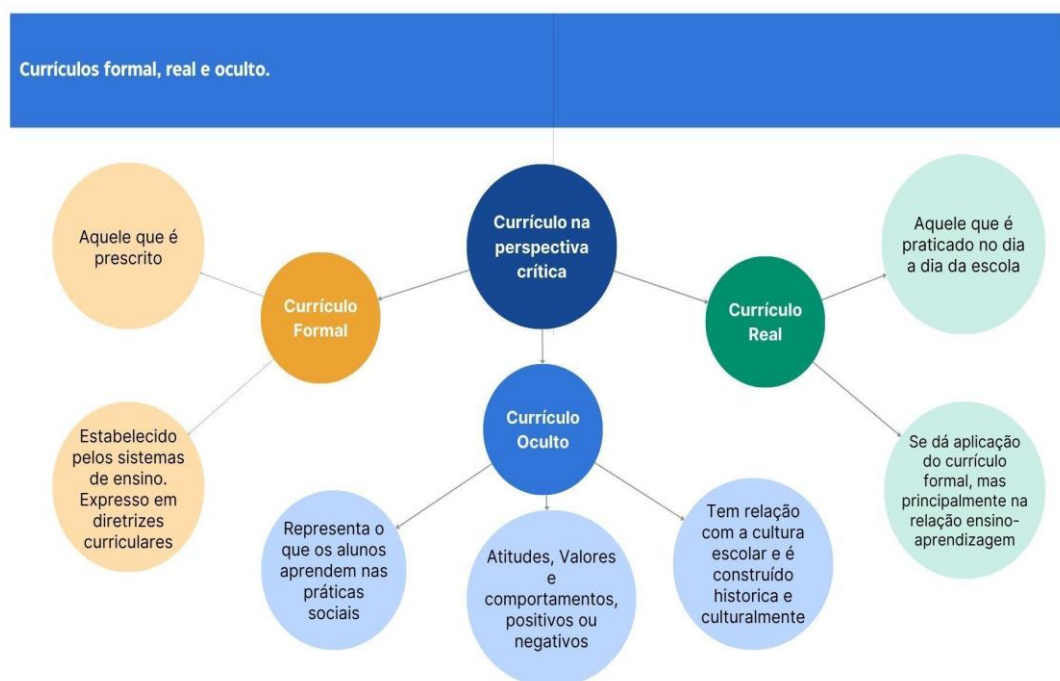 Currículos formal, real e oculto.
Currículo na
perspectiva
crítica
Aquele que é
prescrito
Currículo
Formal
Estabelecido
pelos sistemas
de ensino.
Expresso em
diretrizes
curriculares
Currículo
Oculto
Representa o
que os alunos
aprendem nas
práticas
sociais
Atitudes, Valores
e
comportamentos,
positivos ou
negativos
Tem relação
com a cultura
escolar e é
construído
historica e
culturalmente
Currículo
Real
Aquele que é
praticado no dia
a dia da escola
Se dá aplicação
do currículo
formal, mas
principalmente na
relação ensino-
aprendizagem